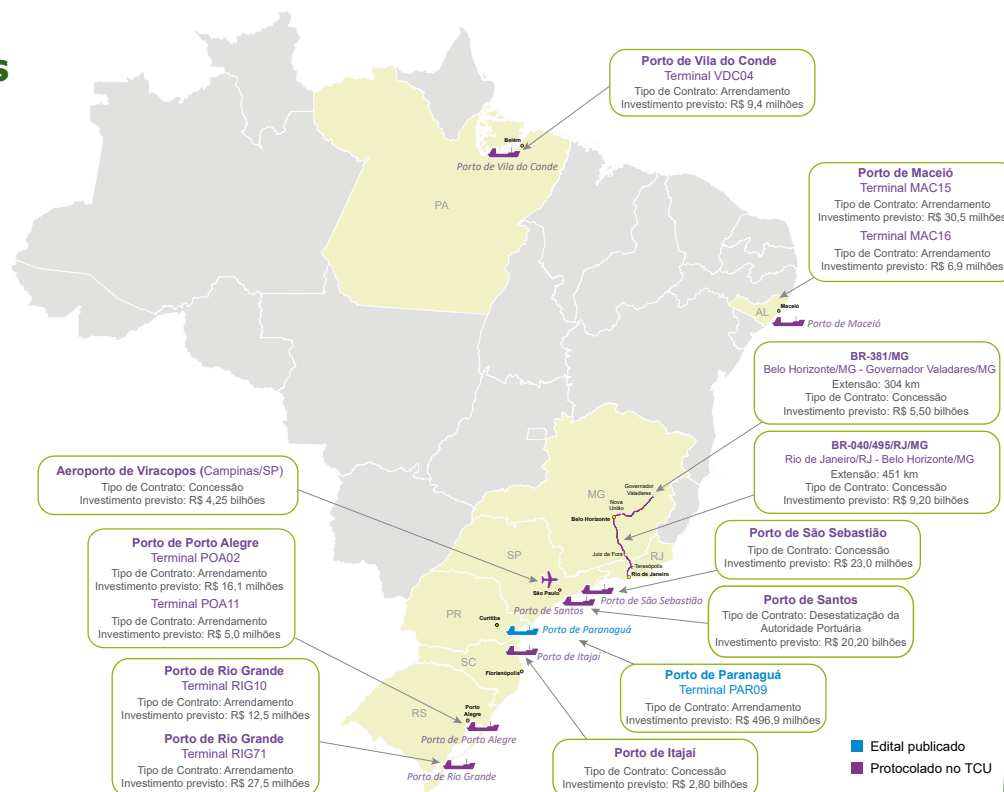 s
Porto de Vila do Conde
Terminal VDC04
Tipo de Contrato: Arrendamento
Investimento previsto: R$ 9,4 milhões
Belém
Porto de Vila do Conde
PA
Porto de Maceió
Terminal MAC15
Tipo de Contrato: Arrendamento
Investimento previsto: R$ 30,5 milhões
Terminal MAC16
Tipo de Contrato: Arrendamento
Investimento previsto: R$ 6,9 milhões
AL
Maceió
Porto de Maceió
BR-381/MG
Belo Horizonte/MG - Governador Valadares/MG
Extensão: 304 km
Tipo de Contrato: Concessão
Investimento previsto: R$ 5,50 bilhões
BR-040/495/RJ/MG
Rio de Janeiro/RJ - Belo Horizonte/MG
Extensão: 451 km
Tipo de Contrato: Concessão
Investimento previsto: R$ 9,20 bilhões
Aeroporto de Viracopos (Campinas/SP)
Tipo de Contrato: Concessão
Investimento previsto: R$ 4,25 bilhões
MG
Governador
Valadares
Nova
União
Belo Horizonte
Juiz de Fora
RJ
Teresópolis
Rio de Janeiro
SP
São Paulo
Porto de São Sebastião
Porto de Santos
Porto de São Sebastião
Tipo de Contrato: Concessão
Investimento previsto: R$ 23,0 milhões
Porto de Porto Alegre
Terminal POA02
Tipo de Contrato: Arrendamento
Investimento previsto: R$ 16,1 milhões
Terminal POA11
Tipo de Contrato: Arrendamento
Investimento previsto: R$ 5,0 milhões
Porto de Santos
Tipo de Contrato: Desestatização da
Autoridade Portuária
Investimento previsto: R$ 20,20 bilhões
PR
Curitiba
Porto de Paranaguá
Porto de Itajaí
SC
Florianópolis
RS
Porto
Alegre
Porto de Porto Alegre
Porto de Rio Grande
Porto de Rio Grande
Terminal RIG10
Tipo de Contrato: Arrendamento
Investimento previsto: R$ 12,5 milhões
Porto de Rio Grande
Terminal RIG71
Tipo de Contrato: Arrendamento
Investimento previsto: R$ 27,5 milhões
Porto de Paranaguá
Terminal PAR09
Tipo de Contrato: Arrendamento
Investimento previsto: R$ 496,9 milhões
Porto de Itajaí
Tipo de Contrato: Concessão
Investimento previsto: R$ 2,80 bilhões
Edital publicado
Protocolado no TCU